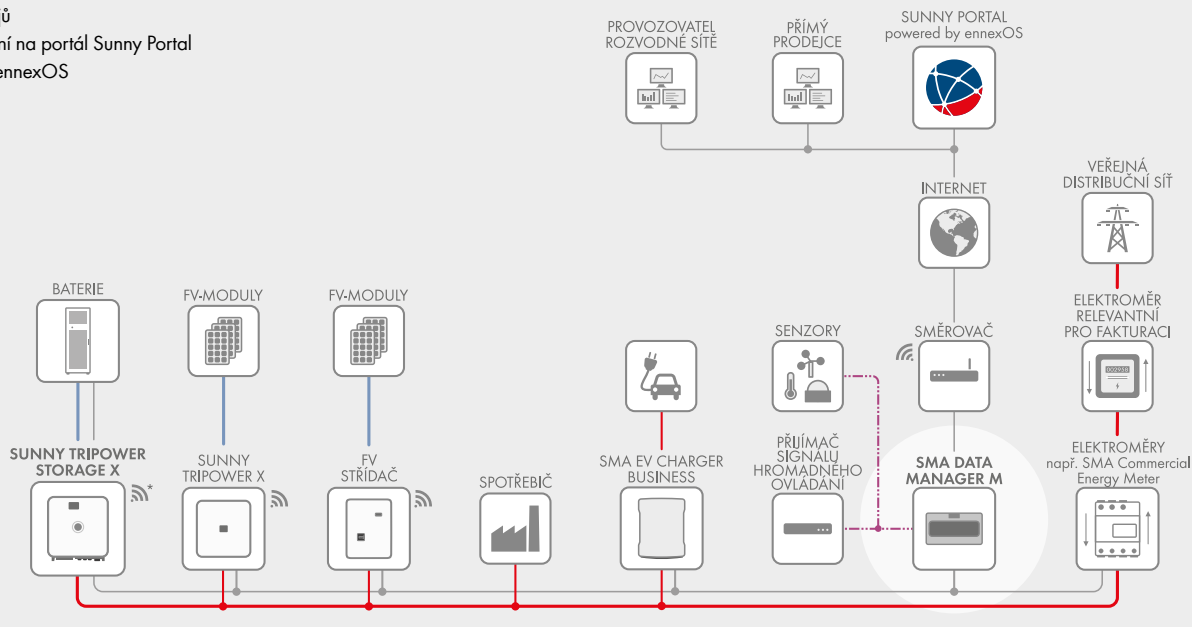 jů
ní na portál Sunny Portal
ennexOS
PROVOZOVATEL
ROZVODNÉ SÍTĚ
PŘÍMÝ
PRODEJCE
SUNNY PORTAL
powered by ennexOS
INTERNET
VEŘEJNÁ
DISTRIBUČNÍ SÍŤ
BATERIE
FV-MODULY
FV-MODULY
SENZORY
SMĚROVAČ
ELEKTROMĚR
RELEVANTNÍ
PRO FAKTURACI
SUNNY TRIPOWER
STORAGE X
*
SUNNY
TRIPOWER X
FV
STŘÍDAČ
SPOTŘEBIČ
SMA EV CHARGER
BUSINESS
PŘIJÍMAČ
SIGNÁLU
HROMADNÉHO
OVLÁDÁNÍ
SMA DATA
MANAGER M
ELEKTROMĚRY
např. SMA Commercial
Energy Meter